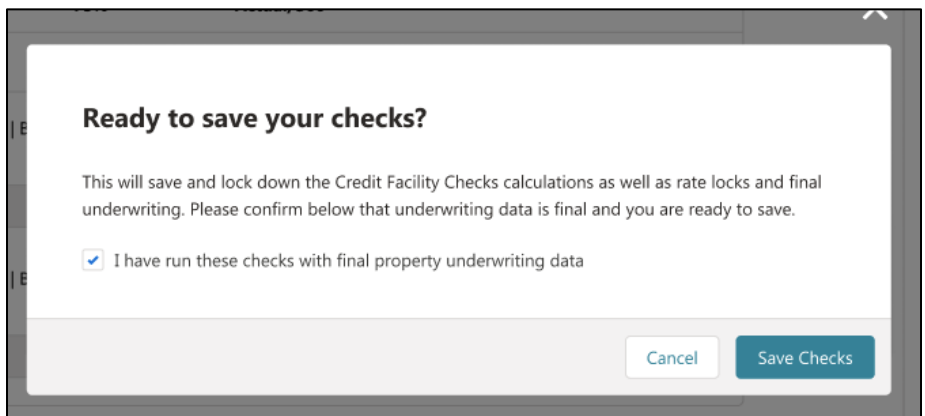 | B
Ready to save your checks?
This will save and lock down the Credit Facility Checks calculations as well as rate locks and final
underwriting. Please confirm below that underwriting data is final and you are ready to save.
I have run these checks with final property underwriting data
| B
Cancel
Save Checks